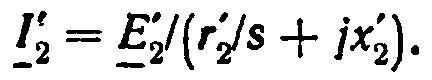 I̲′₂ = E̲′₂/(r′₂/s + jx′₂).